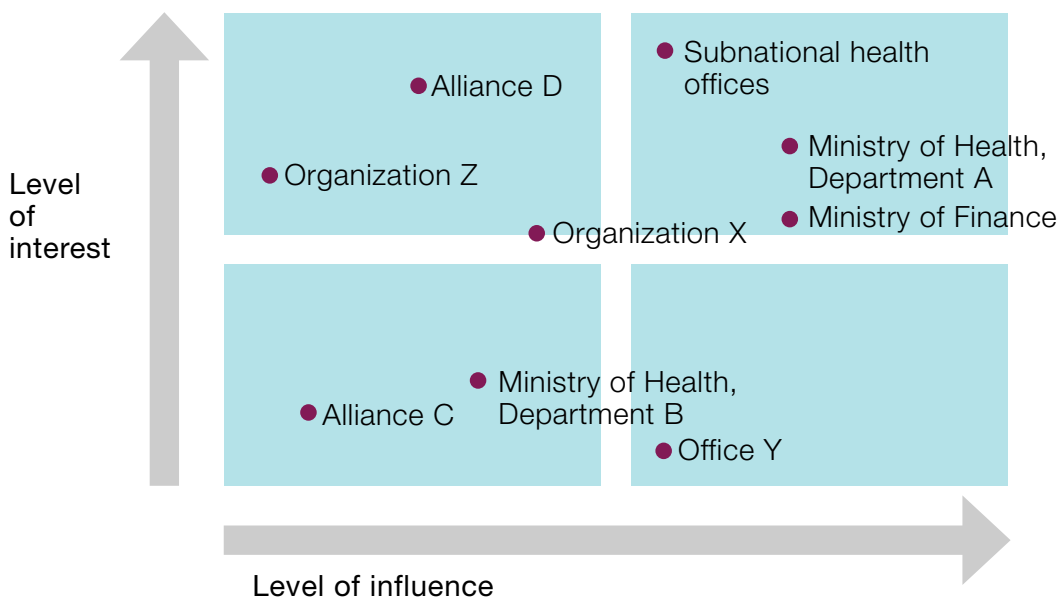 Subnational health
offices
Alliance D
Ministry of Health,
Department A
Organization Z
Ministry of Finance
Level
of
interest
Organization X
Ministry of Health,
Department B
Alliance C
Office Y
Level of influence